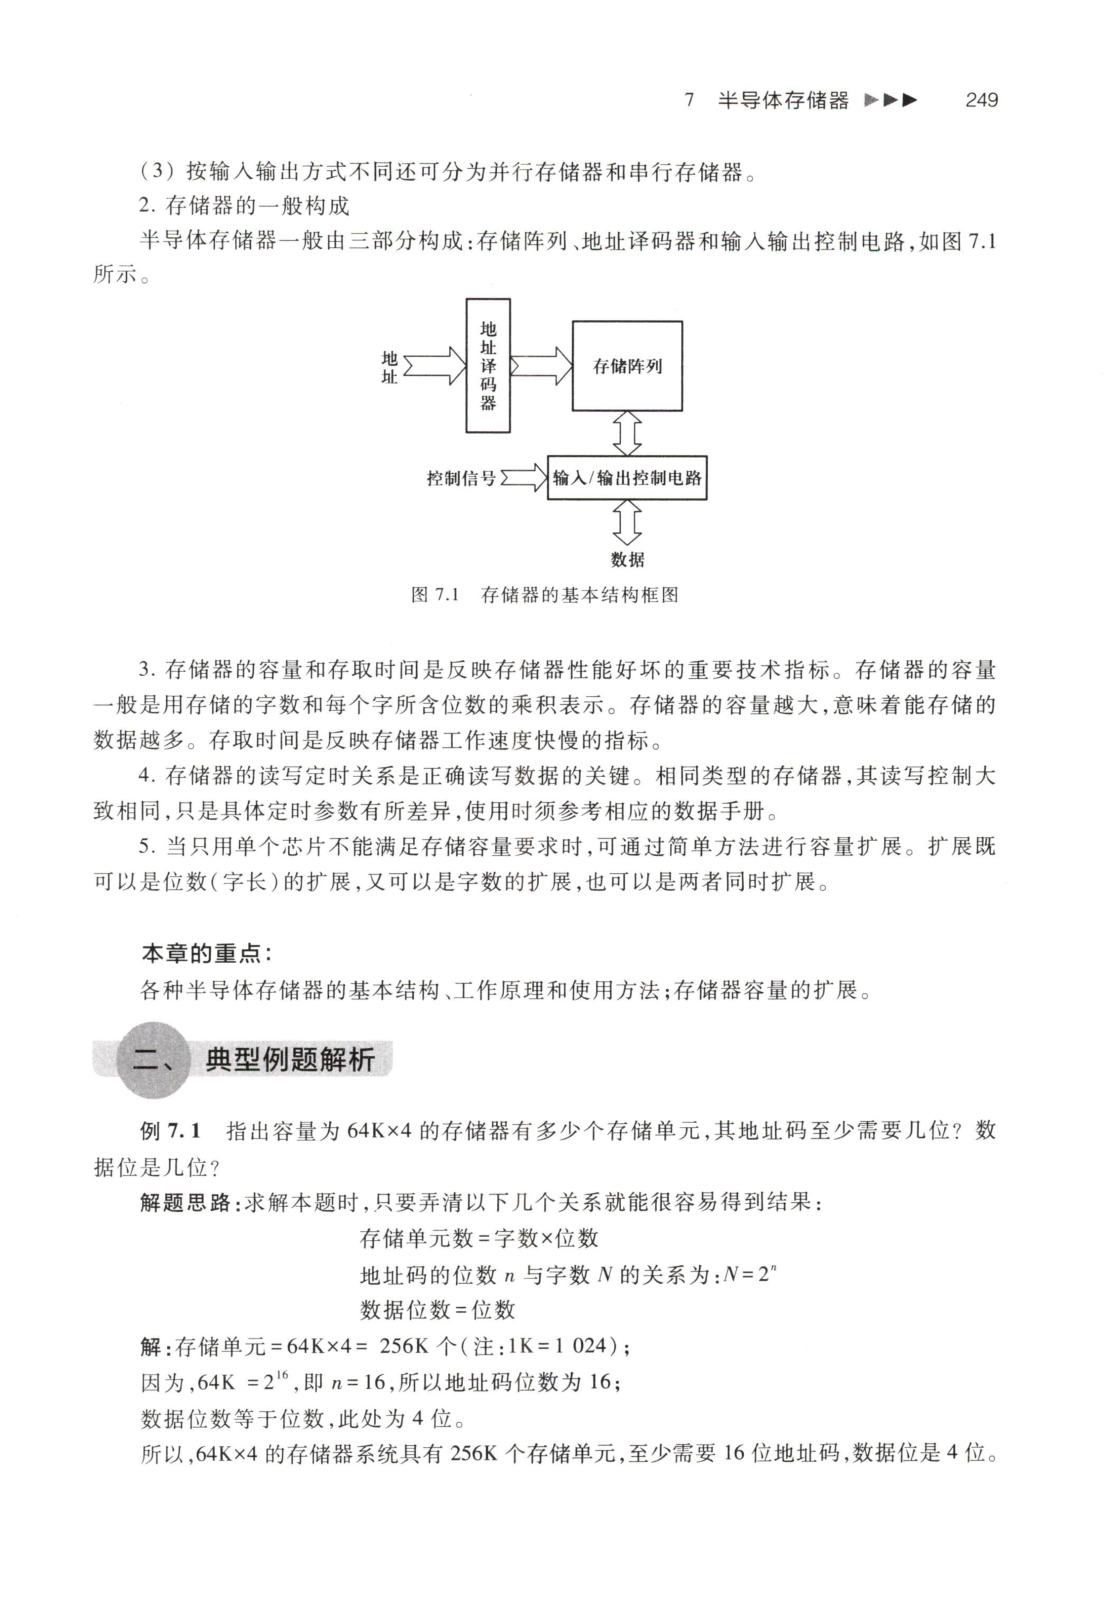 7 半导体存储器 ▶▶▶ 249
(3) 按输入输出方式不同还可分为并行存储器和串行存储器。
2. 存储器的一般构成
半导体存储器一般由三部分构成:存储阵列、地址译码器和输入输出控制电路,如图 7.1
所示。
地址
地址译码器
存储阵列
控制信号
输入/输出控制电路
数据
图 7.1 存储器的基本结构框图
3. 存储器的容量和存取时间是反映存储器性能好坏的重要技术指标。存储器的容量
一般是用存储的字数和每个字所含位数的乘积表示。存储器的容量越大,意味着能存储的
数据越多。存取时间是反映存储器工作速度快慢的指标。
4. 存储器的读写定时关系是正确读写数据的关键。相同类型的存储器,其读写控制大
致相同,只是具体定时参数有所差异,使用时须参考相应的数据手册。
5. 当只用单个芯片不能满足存储容量要求时,可通过简单方法进行容量扩展。扩展既
可以是位数(字长)的扩展,又可以是字数的扩展,也可以是两者同时扩展。
本章的重点:
各种半导体存储器的基本结构、工作原理和使用方法;存储器容量的扩展。
二、 典型例题解析
例 7.1 指出容量为 64K×4 的存储器有多少个存储单元,其地址码至少需要几位? 数
据位是几位?
解题思路:求解本题时,只要弄清以下几个关系就能很容易得到结果:
存储单元数=字数×位数
地址码的位数 n 与字数 N 的关系为:N=2ⁿ
数据位数=位数
解:存储单元=64K×4= 256K 个(注:1K=1 024);
因为,64K =2¹⁶,即 n=16,所以地址码位数为 16;
数据位数等于位数,此处为 4 位。
所以,64K×4 的存储器系统具有 256K 个存储单元,至少需要 16 位地址码,数据位是 4 位。